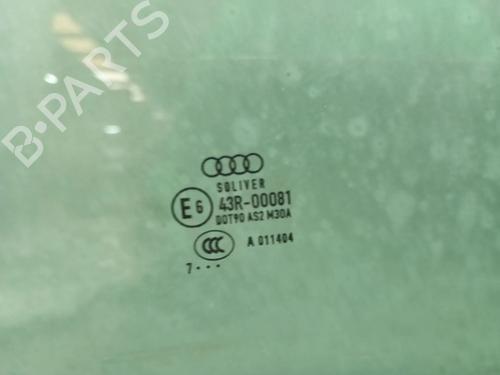 B-PARTS
SOLIVER
E6 43R-00081
DOT90 AS2 M30A
CCC A 011404
7···